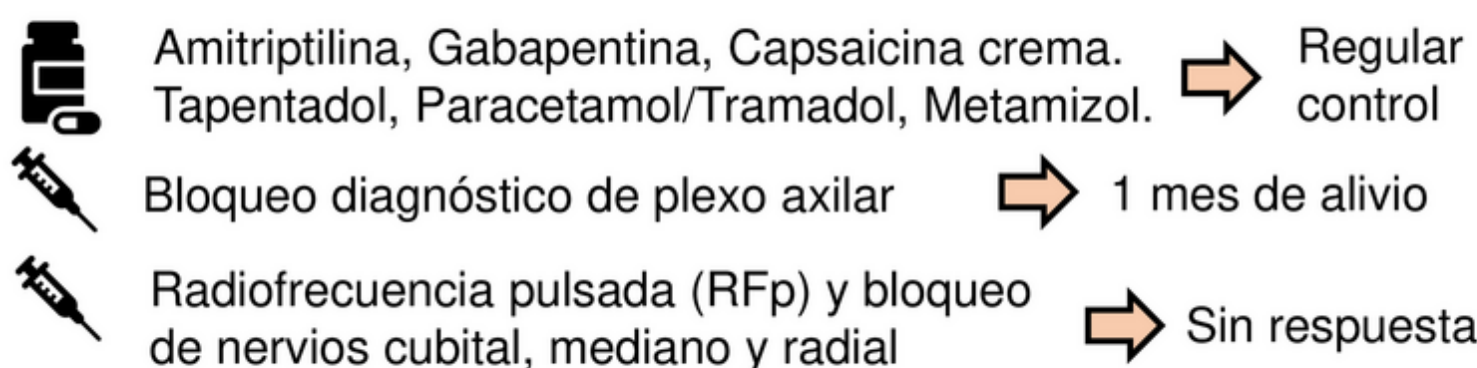 Amitriptilina, Gabapentina, Capsaicina crema.
Tapentadol, Paracetamol/Tramadol, Metamizol.
Regular
control
Bloqueo diagnóstico de plexo axilar
1 mes de alivio
Radiofrecuencia pulsada (RFp) y bloqueo
de nervios cubital, mediano y radial
Sin respuesta